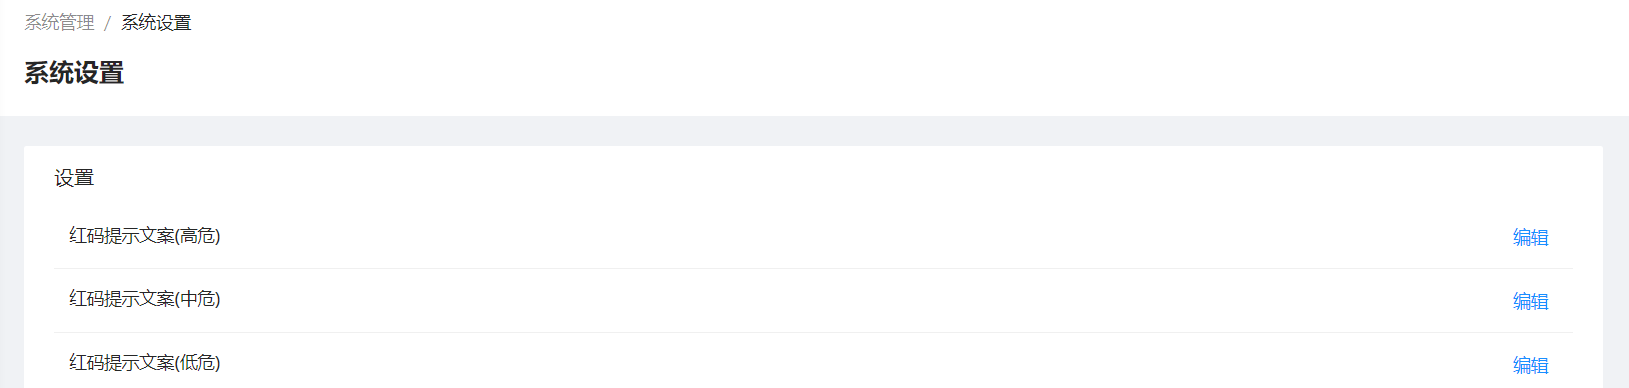 系统管理 / 系统设置
系统设置
设置
红码提示文案(高危) 编辑
红码提示文案(中危) 编辑
红码提示文案(低危) 编辑